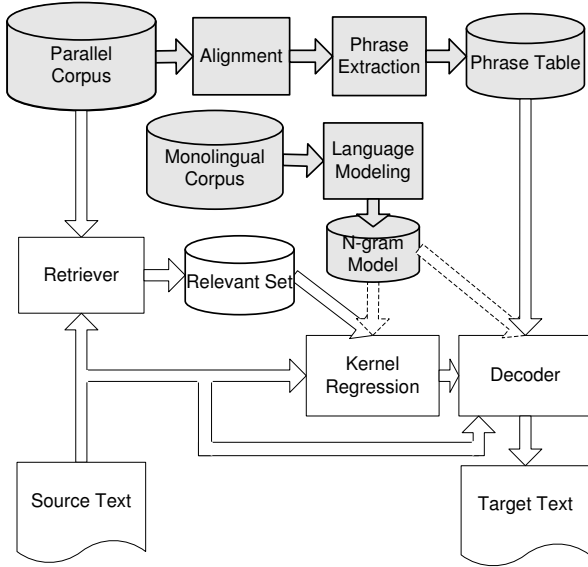 Parallel
Corpus
Alignment
Phrase
Extraction
Phrase Table
Monolingual
Corpus
Language
Modeling
N-gram
Model
Retriever
Relevant Set
Kernel
Regression
Decoder
Source Text
Target Text